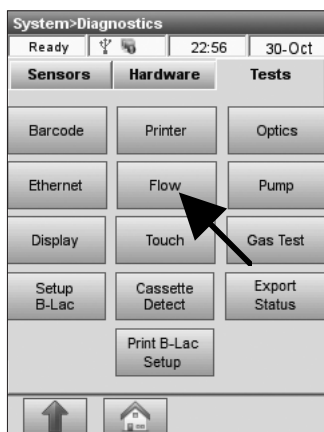 System>Diagnostics
Ready 22:56 30-Oct
Sensors Hardware Tests
Barcode Printer Optics
Ethernet Flow Pump
Display Touch Gas Test
Setup B-Lac Cassette Detect Export Status
Print B-Lac Setup